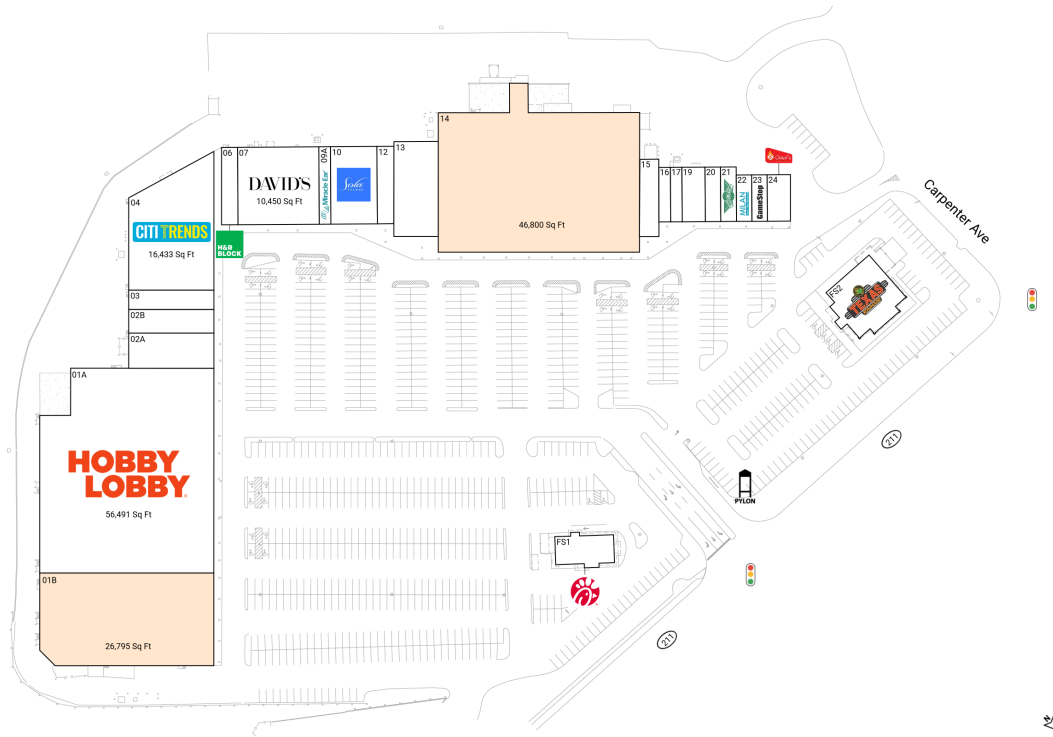 14
13
06
07
09A
10
12
15
16
17
19
20
21
22
23
24
DAVID'S
10,450 Sq Ft
Miracle-Ear
Sola
MILAN
GameStop
46,800 Sq Ft
Carpenter Ave
04
CITI TRENDS
16,433 Sq Ft
H&R
BLOCK
03
02B
02A
FS2
TEXAS
01A
HOBBY
LOBBY
56,491 Sq Ft
211
PYLON
FS1
01B
26,795 Sq Ft
211
N